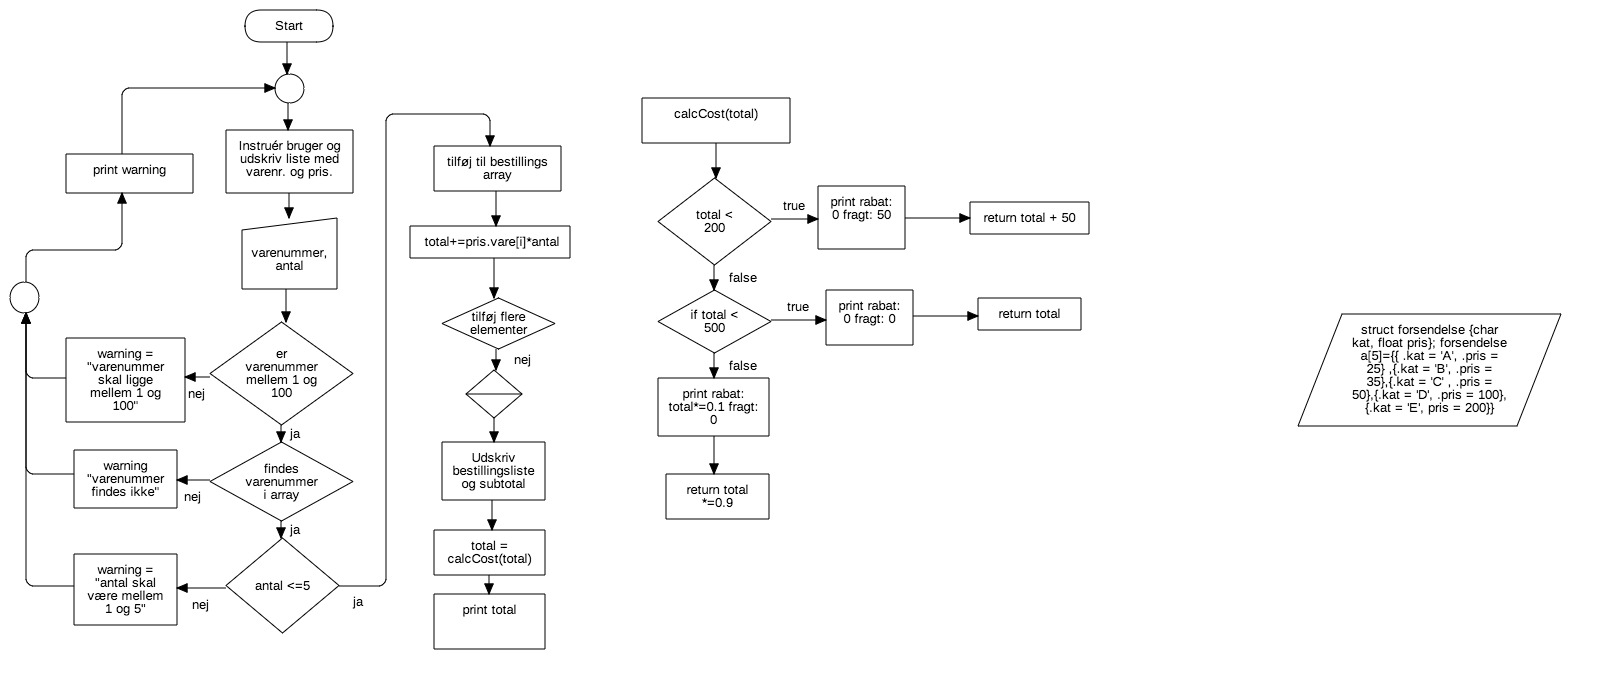 Start
Instruér bruger og
udskriv liste med
varenr. og pris.
print warning
varenummer,
antal
er
varenummer
mellem 1 og
100
nej
warning =
"varenummer
skal ligge
mellem 1 og
100"
ja
findes
varenummer
i array
nej
warning
"varenummer
findes ikke"
ja
antal <=5
nej
warning =
"antal skal
være mellem
1 og 5"
ja
tilføj til bestillings
array
total+=pris.vare[i]*antal
tilføj flere
elementer
nej
Udskriv
bestillingsliste
og subtotal
total =
calcCost(total)
print total
calcCost(total)
total <
200
true
print rabat:
0 fragt: 50
return total + 50
false
if total <
500
true
print rabat:
0 fragt: 0
return total
false
print rabat:
total*=0.1 fragt:
0
return total
*=0.9
struct forsendelse {char
kat, float pris}; forsendelse
a[5]={{ .kat = 'A', .pris =
25} ,{.kat = 'B', .pris =
35},{.kat = 'C' , .pris =
50},{.kat = 'D', .pris = 100},
{.kat = 'E', pris = 200}}